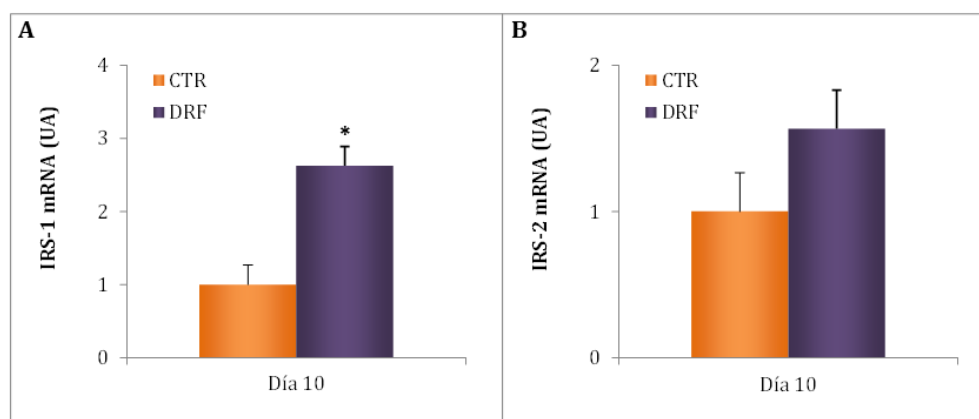 A
IRS-1 mRNA (UA)
4
3
2
1
0
CTR
DRF
*
Día 10
B
IRS-2 mRNA (UA)
2
1
0
CTR
DRF
Día 10